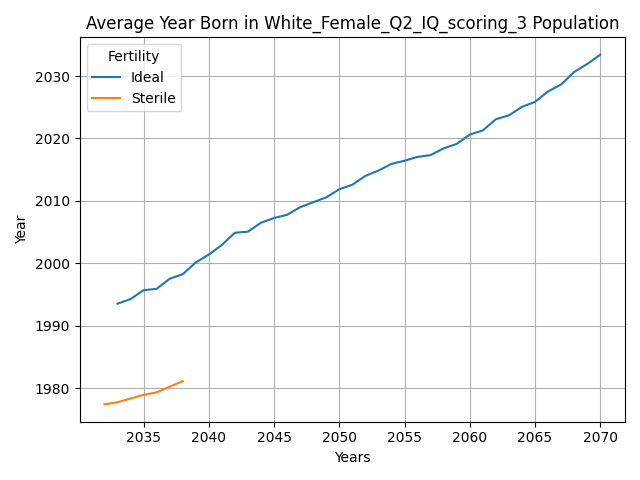 Average Year Born in White_Female_Q2_IQ_scoring_3 Population
Fertility
Ideal
Sterile
Year
2030
2020
2010
2000
1990
1980
2035 2040 2045 2050 2055 2060 2065 2070
Years